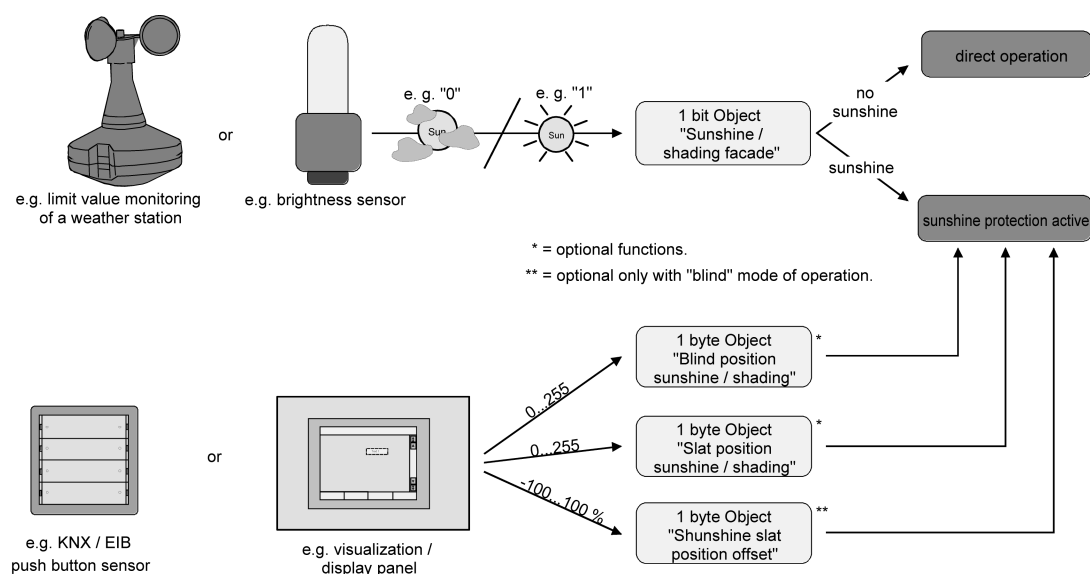 direct operation
e. g. "0"
e. g. "1"
no
sunshine
or
Sun
Sun
1 bit Object
"Sunshine /
shading facade"
sunshine
e.g. limit value monitoring
of a weather station
e.g. brightness sensor
sunshine protection active
* = optional functions.
** = optional only with "blind" mode of operation.
1 byte Object
"Blind position
sunshine / shading"
*
0...255
1 byte Object
"Slat position
sunshine / shading"
*
0...255
or
-100...100 %
1 byte Object
"Shunshine slat
position offset"
**
e.g. KNX / EIB
push button sensor
e.g. visualization /
display panel